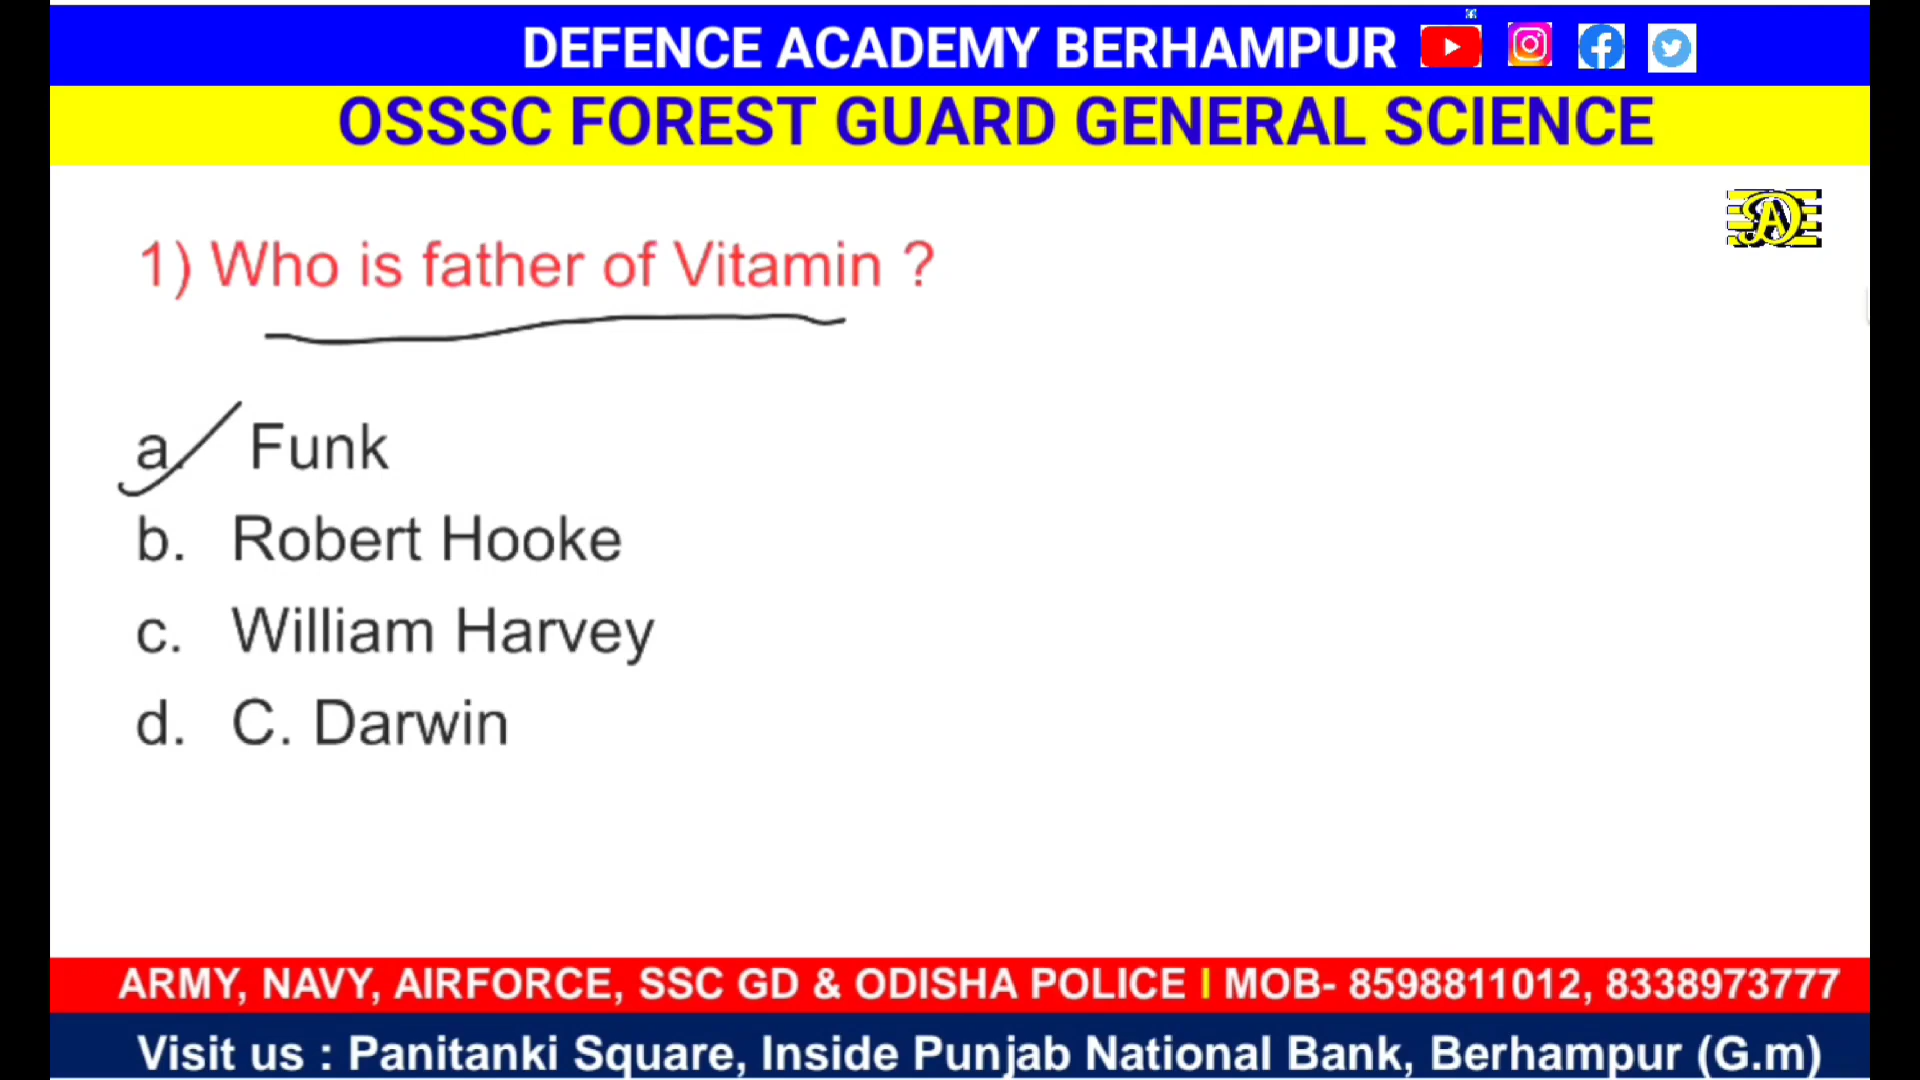 DEFENCE ACADEMY BERHAMPUR
OSSSC FOREST GUARD GENERAL SCIENCE
1) Who is father of Vitamin ?
a. Funk
b. Robert Hooke
c. William Harvey
d. C. Darwin
ARMY, NAVY, AIRFORCE, SSC GD & ODISHA POLICE I MOB- 8598811012, 8338973777
Visit us : Panitanki Square, Inside Punjab National Bank, Berhampur (G.m)